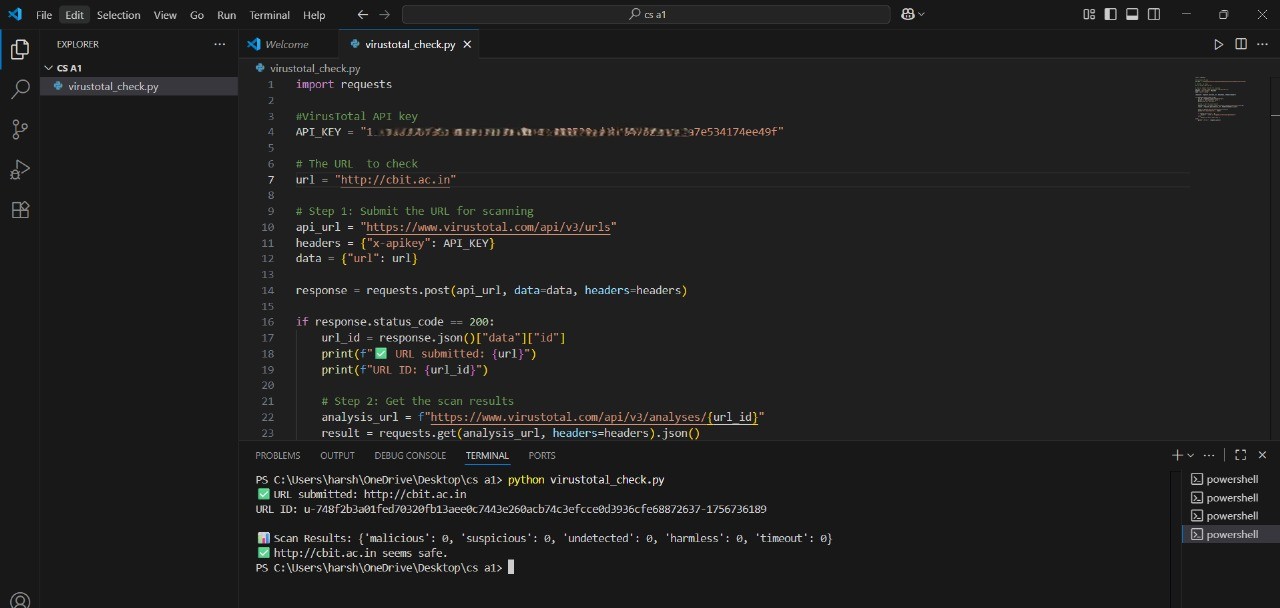 File Edit Selection View Go Run Terminal Help cs a1
EXPLORER
CS A1
virustotal_check.py
Welcome virustotal_check.py
virustotal_check.py
1 import requests
2
3 #VirusTotal API key
4 API_KEY = "1 a7e534174ee49f"
5
6 # The URL  to check
7 url = "http://cbit.ac.in"
8
9 # Step 1: Submit the URL for scanning
10 api_url = "https://www.virustotal.com/api/v3/urls"
11 headers = {"x-apikey": API_KEY}
12 data = {"url": url}
13
14 response = requests.post(api_url, data=data, headers=headers)
15
16 if response.status_code == 200:
17 url_id = response.json()["data"]["id"]
18 print(f"✅ URL submitted: {url}")
19 print(f"URL ID: {url_id}")
20
21 # Step 2: Get the scan results
22 analysis_url = f"https://www.virustotal.com/api/v3/analyses/{url_id}"
23 result = requests.get(analysis_url, headers=headers).json()
PROBLEMS OUTPUT DEBUG CONSOLE TERMINAL PORTS
PS C:\Users\harsh\OneDrive\Desktop\cs a1> python virustotal_check.py
✅ URL submitted: http://cbit.ac.in
URL ID: u-748f2b3a01fed70320fb13aee0c7443e260acb74c3efcce0d3936cfe68872637-1756736189
📊 Scan Results: {'malicious': 0, 'suspicious': 0, 'undetected': 0, 'harmless': 0, 'timeout': 0}
✅ http://cbit.ac.in seems safe.
PS C:\Users\harsh\OneDrive\Desktop\cs a1>
powershell
powershell
powershell
powershell